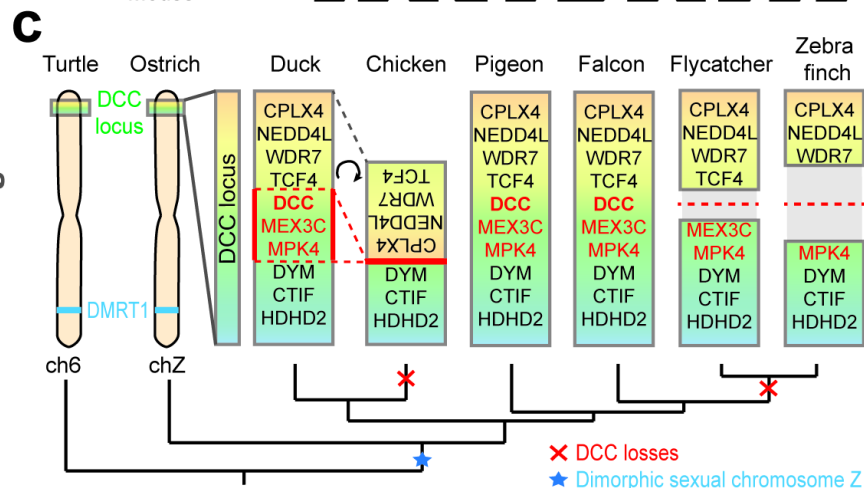 C
Turtle Ostrich Duck Chicken Pigeon Falcon Flycatcher Zebra finch
DCC locus
DCC locus
CPLX4
NEDD4L
WDR7
TCF4
DCC
MEX3C
MPK4
DYM
CTIF
HDHD2
TCF4
WDR7
NEDD4L
CPLX4
DYM
CTIF
HDHD2
CPLX4
NEDD4L
WDR7
TCF4
DCC
MEX3C
MPK4
DYM
CTIF
HDHD2
CPLX4
NEDD4L
WDR7
TCF4
DCC
MEX3C
MPK4
DYM
CTIF
HDHD2
CPLX4
NEDD4L
WDR7
TCF4
MEX3C
MPK4
DYM
CTIF
HDHD2
CPLX4
NEDD4L
WDR7
MPK4
DYM
CTIF
HDHD2
DMRT1
ch6 chZ
DCC losses
Dimorphic sexual chromosome Z